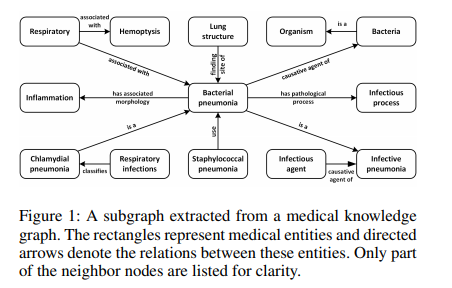 Respiratory
associated
with
Hemoptysis
Lung
structure
Organism
is a
Bacteria
associated with
finding
site of
causative agent of
Inflammation
has associated
morphology
Bacterial
pneumonia
has pathological
process
Infectious
process
is a
use
is a
Chlamydial
pneumonia
classifies
Respiratory
infections
Staphylococcal
pneumonia
Infectious
agent
causative
agent of
Infective
pneumonia
Figure 1: A subgraph extracted from a medical knowledge
graph. The rectangles represent medical entities and directed
arrows denote the relations between these entities. Only part
of the neighbor nodes are listed for clarity.